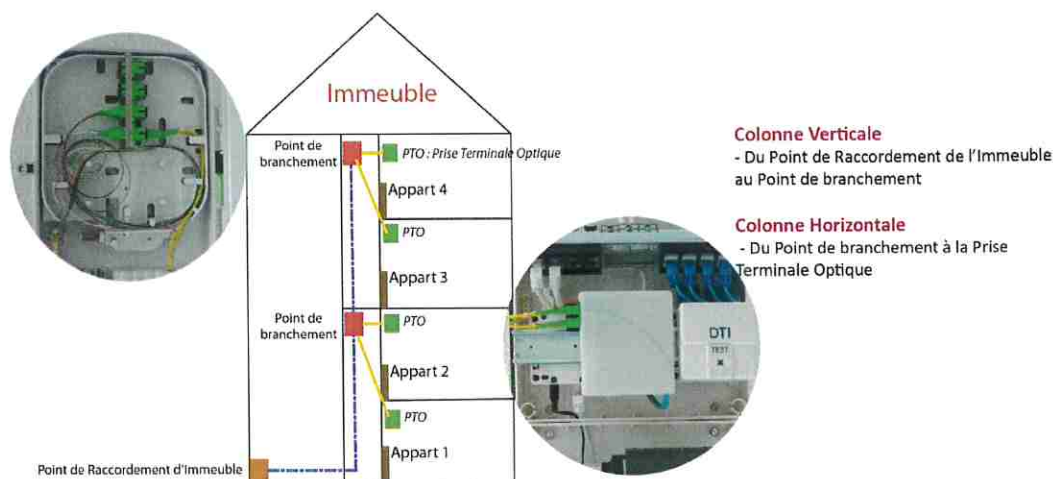 Immeuble
Point de
branchement
PTO : Prise Terminale Optique
Appart 4
PTO
Appart 3
Point de
branchement
PTO
Appart 2
PTO
Appart 1
Point de Raccordement d'Immeuble
DTI
TEST
Colonne Verticale
- Du Point de Raccordement de l'Immeuble
au Point de branchement
Colonne Horizontale
- Du Point de branchement à la Prise
Terminale Optique